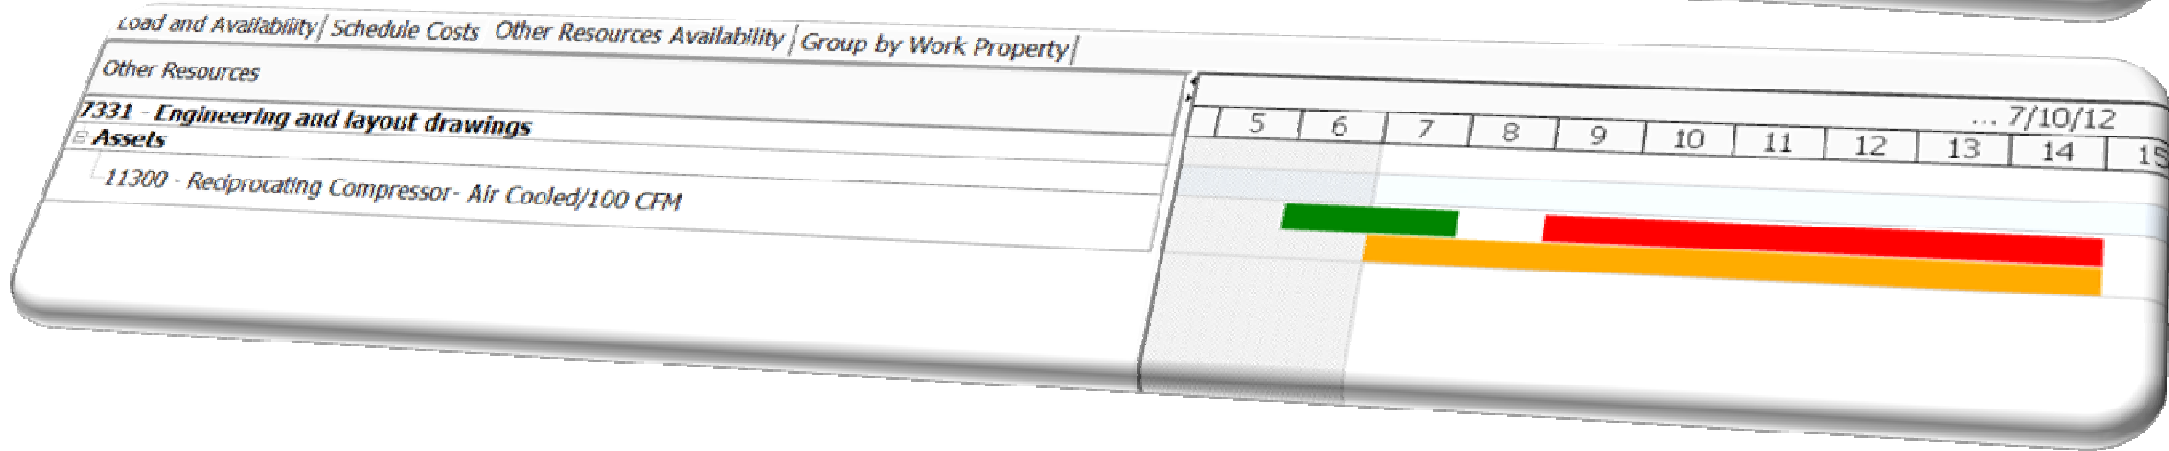 Load and Availability Schedule Costs Other Resources Availability Group by Work Property
Other Resources
... 7/10/12
5 6 7 8 9 10 11 12 13 14 15
7331 - Engineering and layout drawings
Assets
11300 - Reciprocating Compressor- Air Cooled/100 CFM